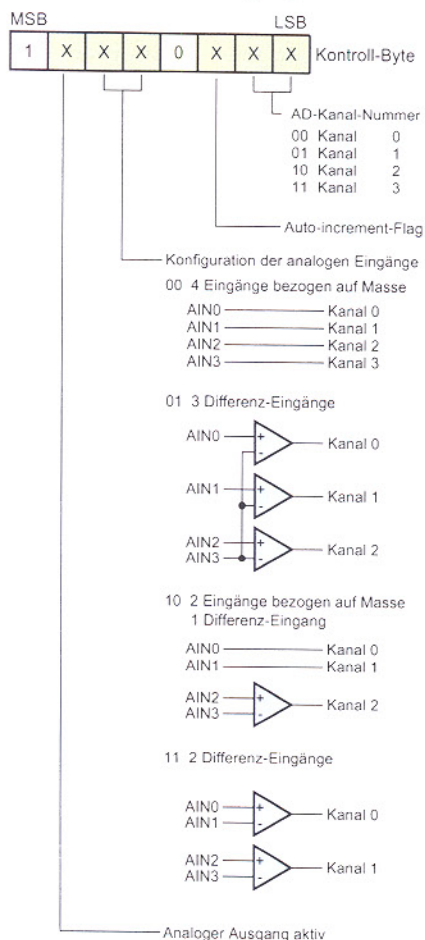 MSB LSB
1 X X X 0 X X X Kontroll-Byte
AD-Kanal-Nummer
00 Kanal 0
01 Kanal 1
10 Kanal 2
11 Kanal 3
Auto-increment-Flag
Konfiguration der analogen Eingänge
00 4 Eingänge bezogen auf Masse
AIN0 Kanal 0
AIN1 Kanal 1
AIN2 Kanal 2
AIN3 Kanal 3
01 3 Differenz-Eingänge
AIN0 + - Kanal 0
AIN1 + - Kanal 1
AIN2 + Kanal 2
AIN3 -
10 2 Eingänge bezogen auf Masse
1 Differenz-Eingang
AIN0 Kanal 0
AIN1 Kanal 1
AIN2 + Kanal 2
AIN3 -
11 2 Differenz-Eingänge
AIN0 + Kanal 0
AIN1 -
AIN2 + Kanal 1
AIN3 -
Analoger Ausgang aktiv